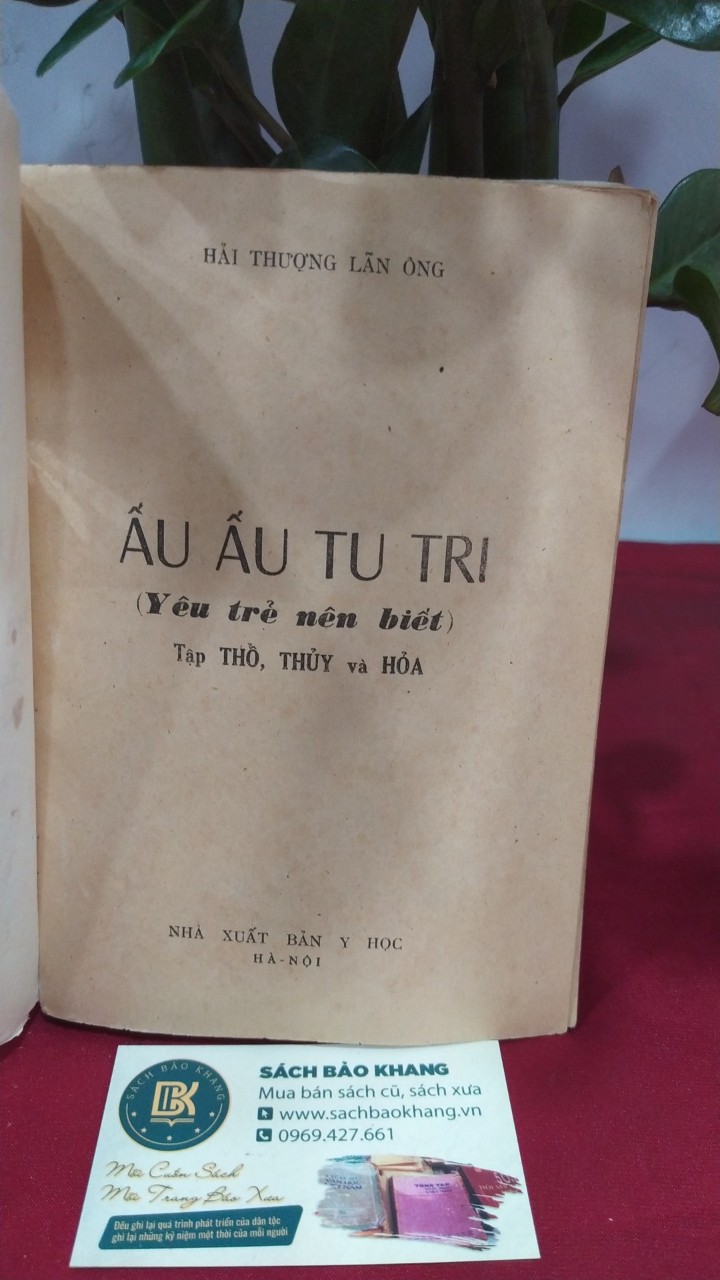 HẢI THƯỢNG LÃN ÔNG
ẤU ẤU TU TRI
(Yêu trẻ nên biết)
Tập THỔ, THỦY và HỎA
NHÀ XUẤT BẢN Y HỌC
HÀ-NỘI
SÁCH BẢO KHANG
BK
SÁCH BẢO KHANG
Mua bán sách cũ, sách xưa
www.sachbaokhang.vn
0969.427.661
Mỗi Cuốn Sách
Mỗi Trang Báo Xưa
Đều ghi lại quá trình phát triển của dân tộc
ghi lại những kỷ niệm một thời của mỗi người